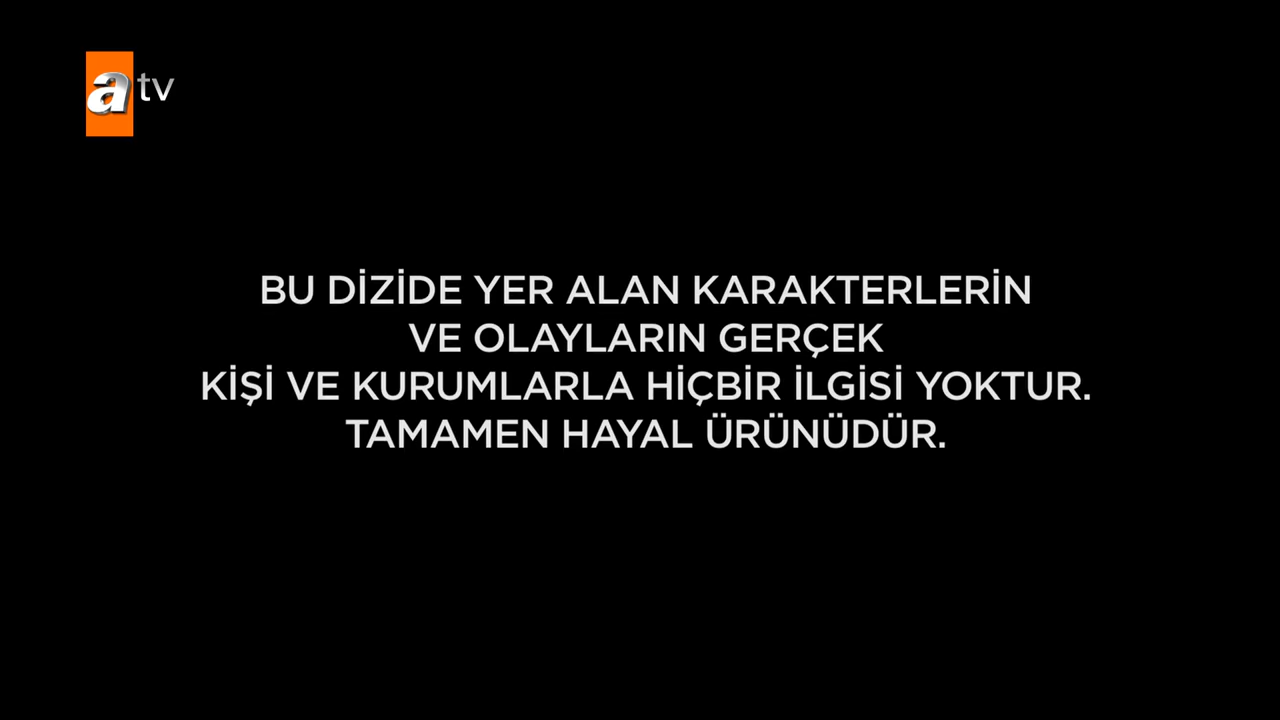 atv
BU DİZİDE YER ALAN KARAKTERLERİN
VE OLAYLARIN GERÇEK
KİŞİ VE KURUMLARLA HİÇBİR İLGİSİ YOKTUR.
TAMAMEN HAYAL ÜRÜNÜDÜR.